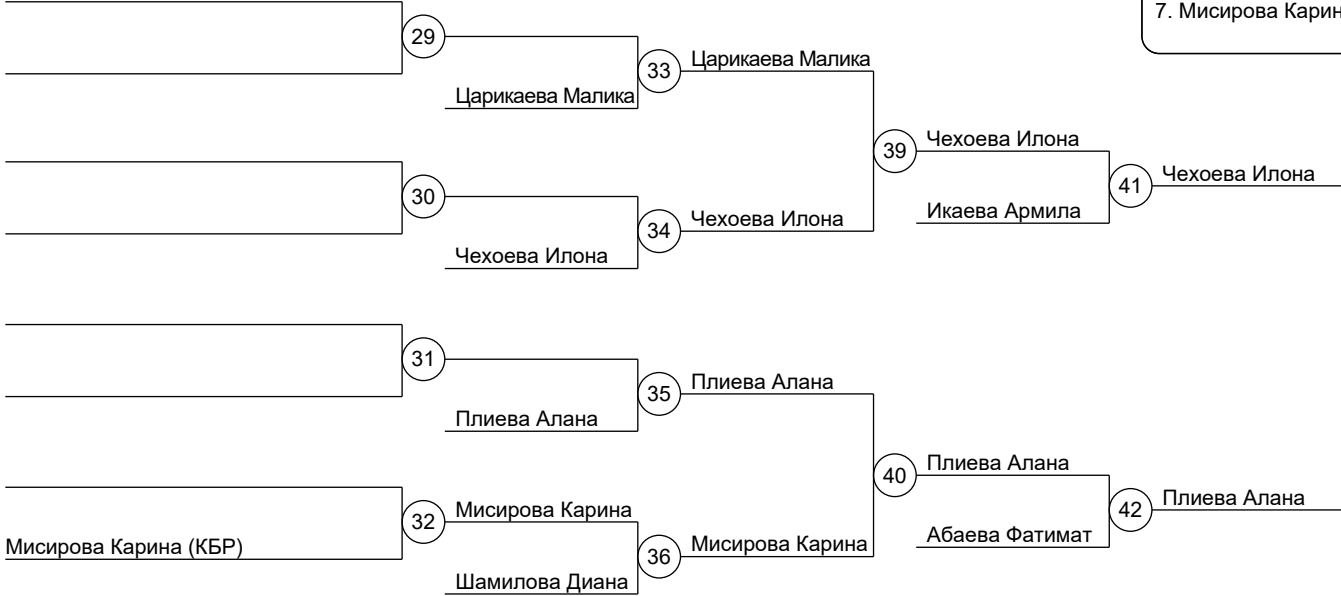 7. Мисирова Карин
29
33
Царикаева Малика
Царикаева Малика
39
Чехоева Илона
41
Чехоева Илона
30
Икаева Армила
34
Чехоева Илона
Чехоева Илона
31
35
Плиева Алана
Плиева Алана
40
Плиева Алана
42
Плиева Алана
32
Мисирова Карина
Абаева Фатимат
Мисирова Карина (КБР)
36
Мисирова Карина
Шамилова Диана